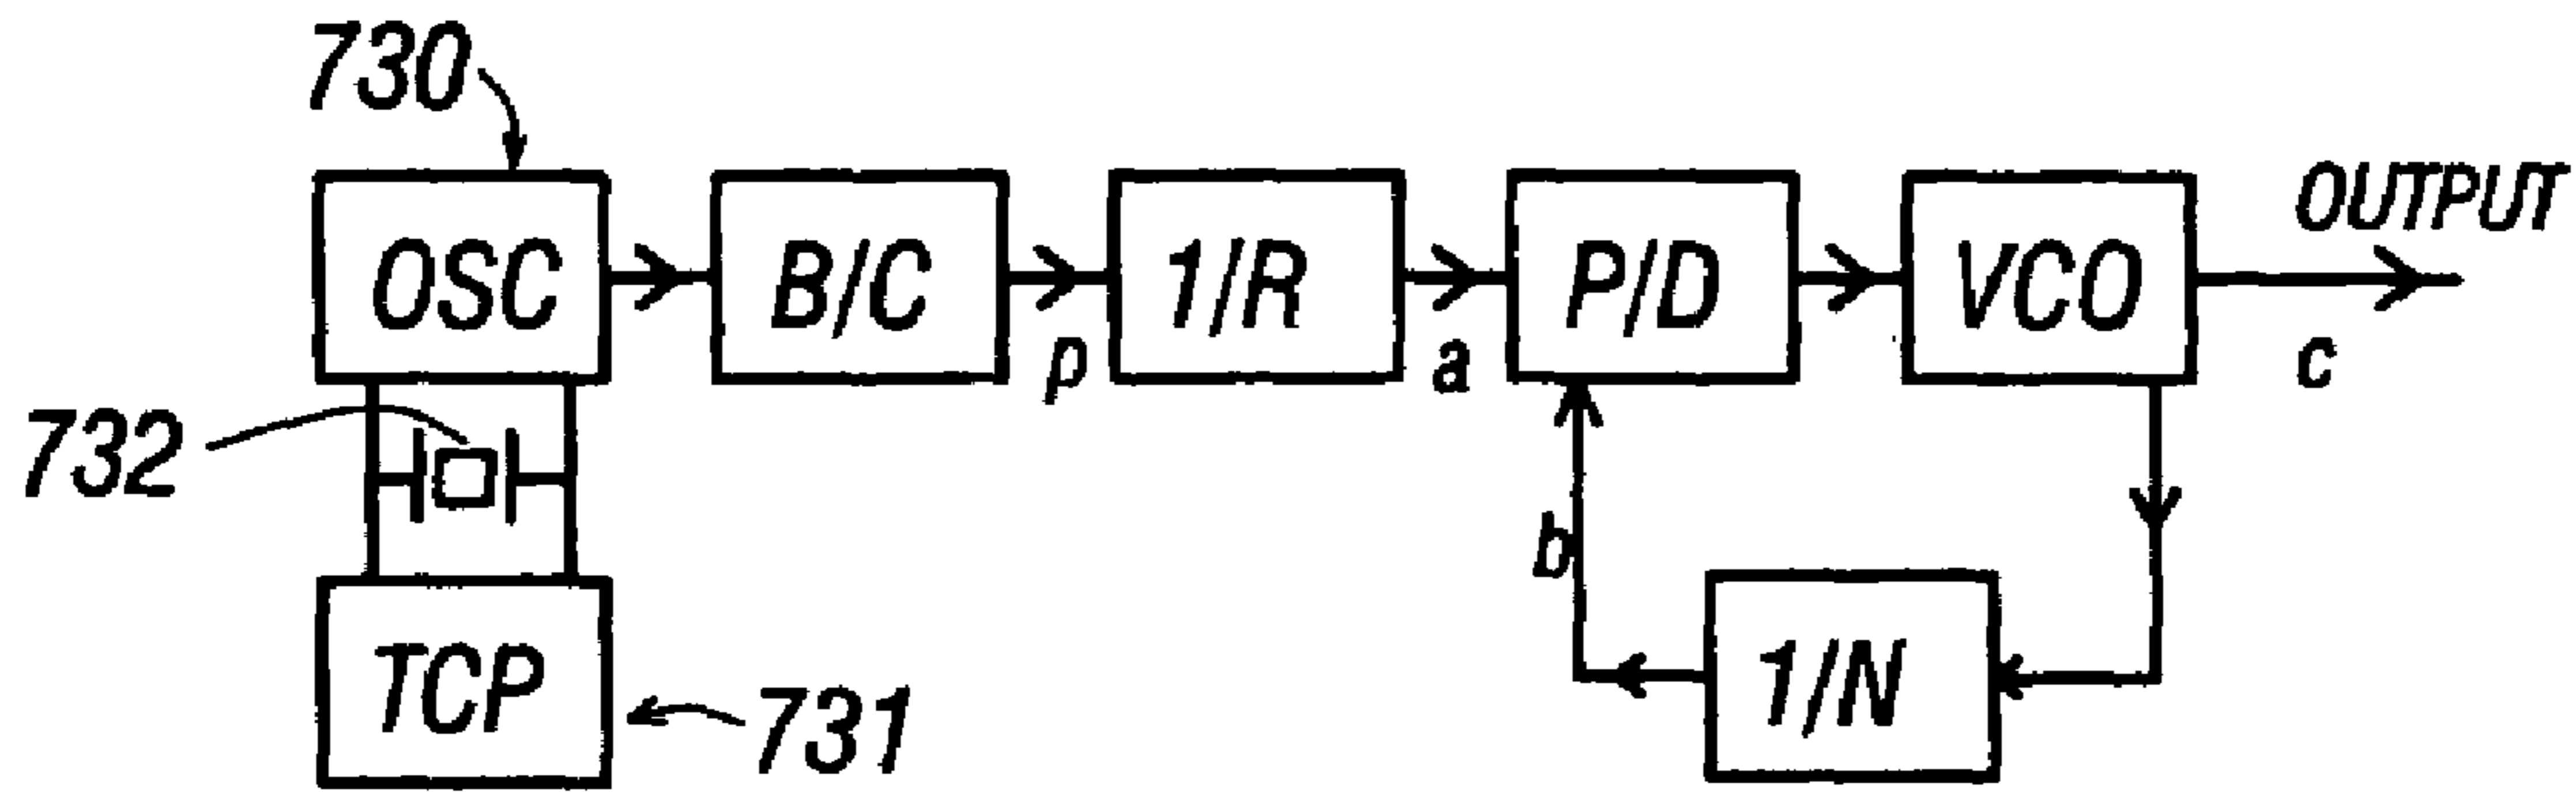 730
OSC
B/C
p
1/R
a
P/D
VCO
OUTPUT
c
732
b
TCP
731
1/N